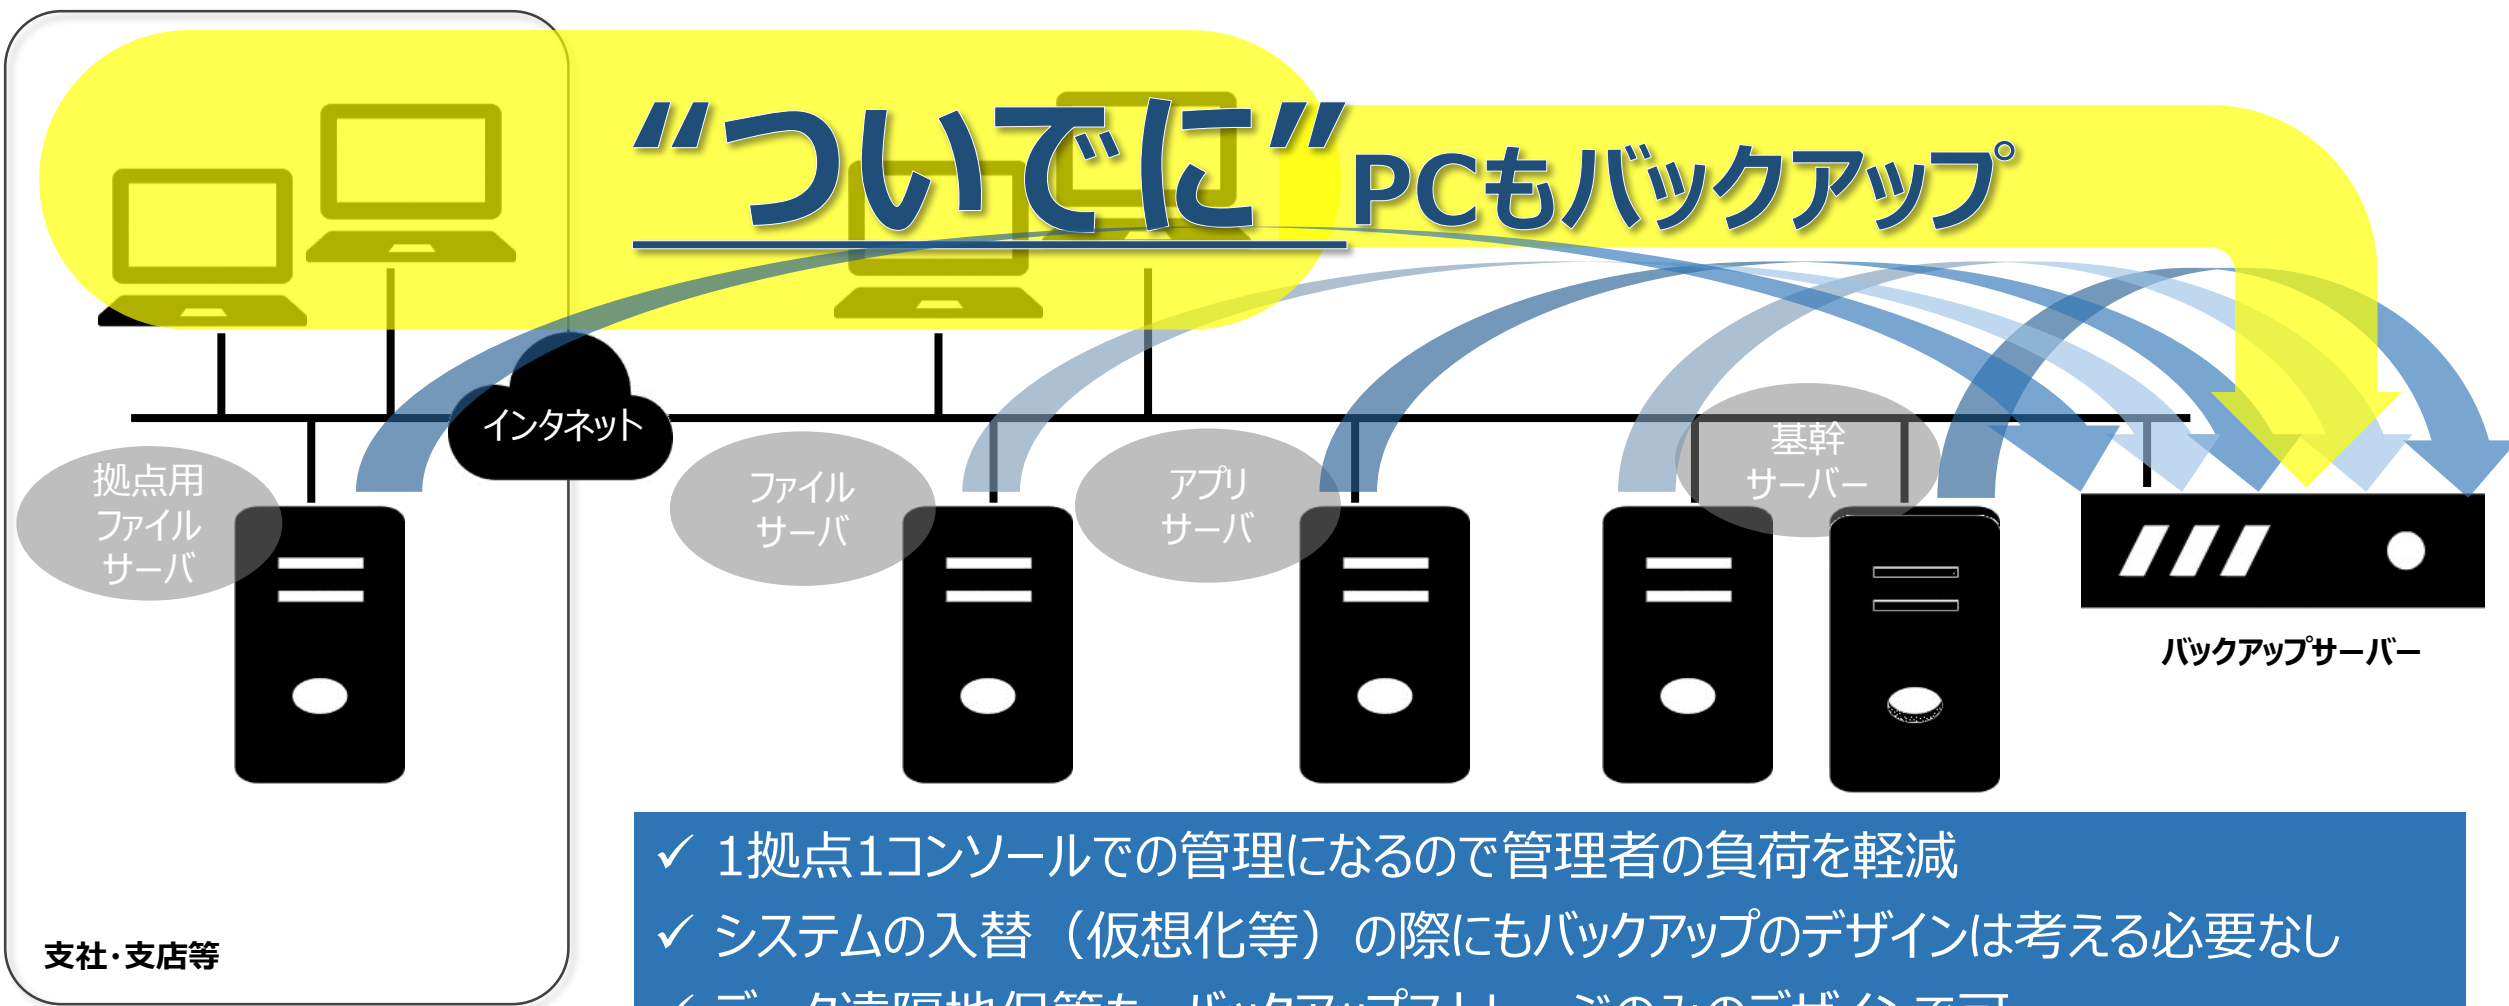 “ついでに”PCもバックアップ
インタネット
拠点用
ファイル
サーバ
ファイル
サーバ
アプリ
サーバ
基幹
サーバー
バックアップサーバー
支社・支店等
✓ 1拠点1コンソールでの管理になるので管理者の負荷を軽減
✓ システムの入替（仮想化等）の際にもバックアップのデザインは考える必要なし